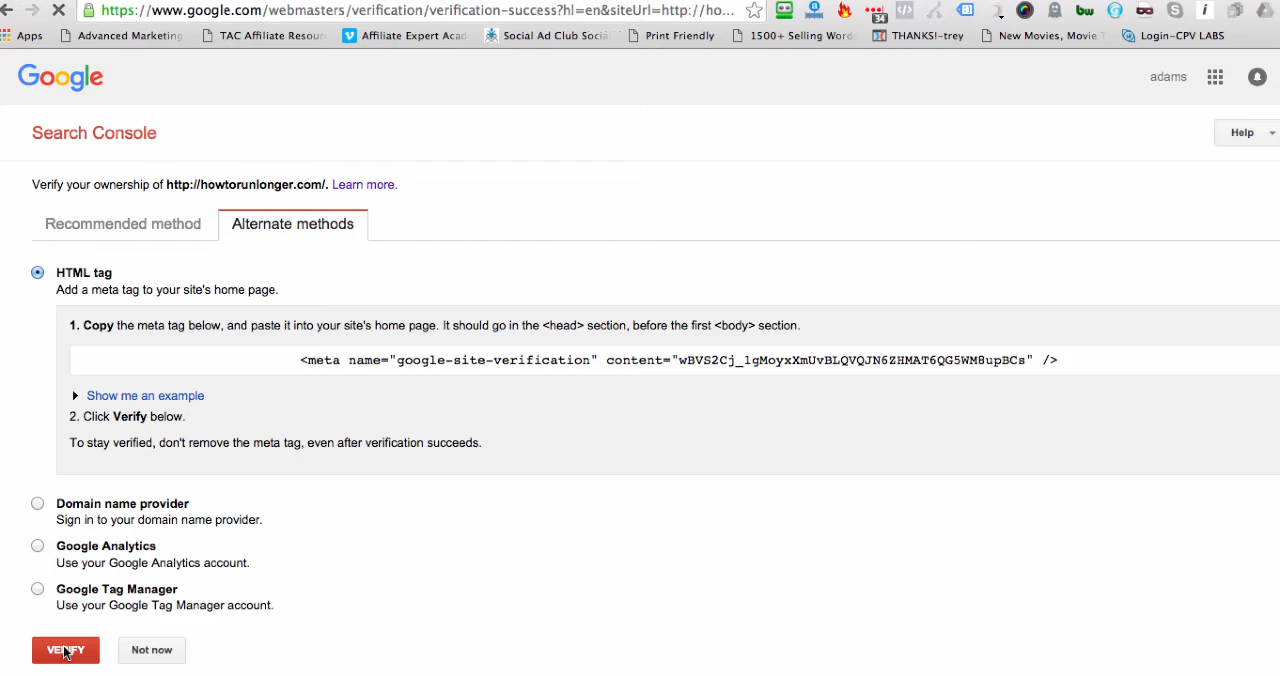 https://www.google.com/webmasters/verification/verification-success?hl=en&siteUrl=http://ho...
34
bw
i
Apps Advanced Marketing TAC Affiliate Resour Affiliate Expert Acad Social Ad Club Socia Print Friendly 1500+ Selling Words THANKS!-trey New Movies, Movie T Login-CPV LABS
Google
adams
Search Console
Help
Verify your ownership of http://howtorunlonger.com/. Learn more.
Recommended method Alternate methods
HTML tag
Add a meta tag to your site's home page.
1. Copy the meta tag below, and paste it into your site's home page. It should go in the <head> section, before the first <body> section.
<meta name="google-site-verification" content="wBVS2Cj_1gMoyxXmUvBLQVQJN6ZHMAT6QG5WM8upBCs" />
Show me an example
2. Click Verify below.
To stay verified, don't remove the meta tag, even after verification succeeds.
Domain name provider
Sign in to your domain name provider.
Google Analytics
Use your Google Analytics account.
Google Tag Manager
Use your Google Tag Manager account.
VERIFY Not now